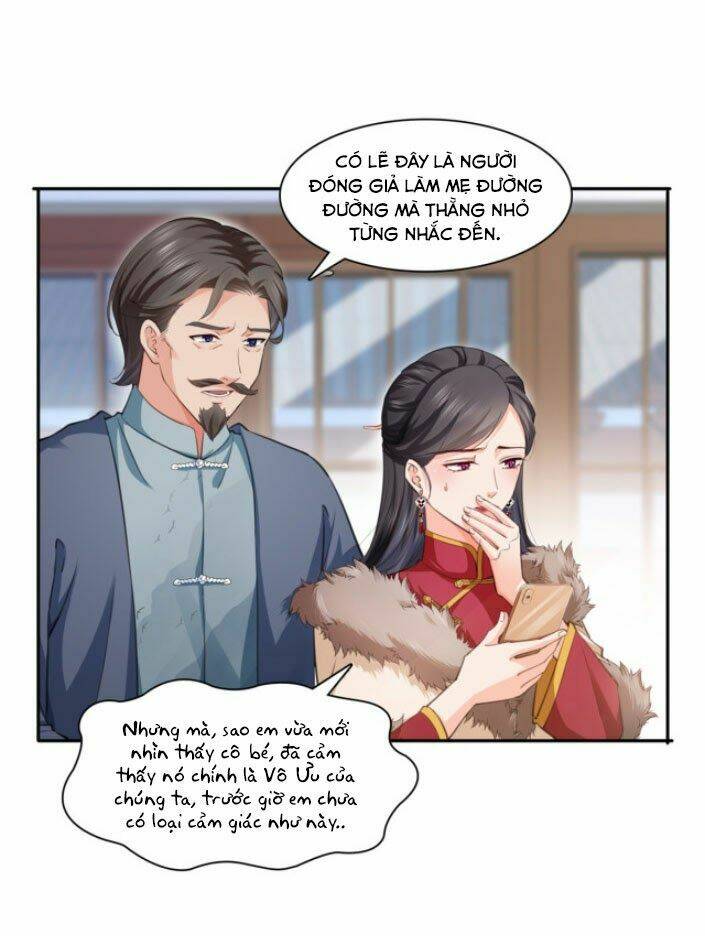 CÓ LẼ ĐÂY LÀ NGƯỜI
ĐÓNG GIẢ LÀM MẸ ĐƯỜNG
ĐƯỜNG MÀ THẰNG NHỎ
TỪNG NHẮC ĐẾN.
Nhưng mà, sao em vừa mới
nhìn thấy cô bé, đã cảm
thấy nó chính là Vô Ưu của
chúng ta, trước giờ em chưa
có loại cảm giác như này..